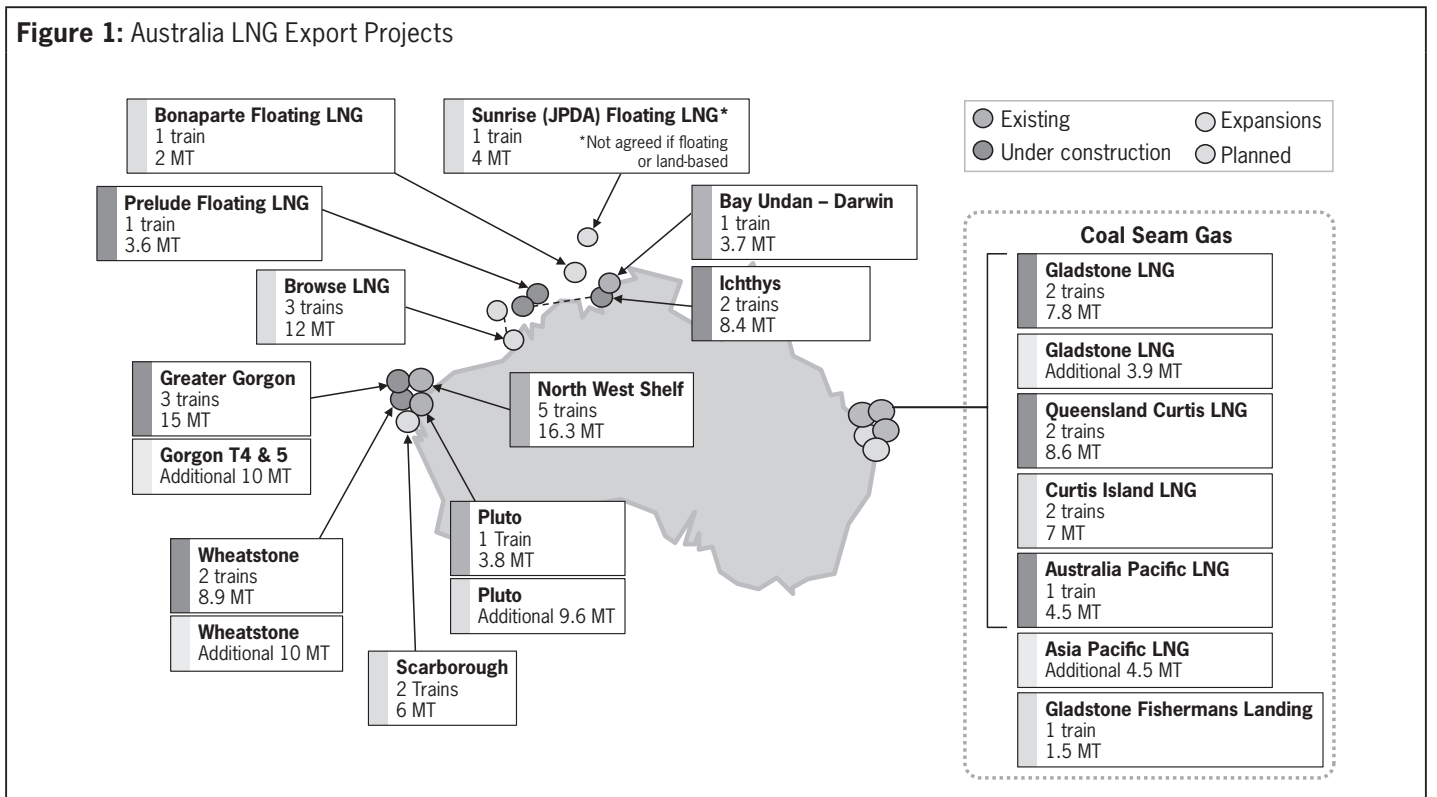 Figure 1: Australia LNG Export Projects
Bonaparte Floating LNG
1 train
2 MT
Sunrise (JPDA) Floating LNG*
1 train
4 MT
*Not agreed if floating
or land-based
Existing
Expansions
Under construction
Planned
Prelude Floating LNG
1 train
3.6 MT
Bay Undan – Darwin
1 train
3.7 MT
Browse LNG
3 trains
12 MT
Ichthys
2 trains
8.4 MT
Greater Gorgon
3 trains
15 MT
Gorgon T4 & 5
Additional 10 MT
North West Shelf
5 trains
16.3 MT
Wheatstone
2 trains
8.9 MT
Wheatstone
Additional 10 MT
Pluto
1 Train
3.8 MT
Pluto
Additional 9.6 MT
Scarborough
2 Trains
6 MT
Coal Seam Gas
Gladstone LNG
2 trains
7.8 MT
Gladstone LNG
Additional 3.9 MT
Queensland Curtis LNG
2 trains
8.6 MT
Curtis Island LNG
2 trains
7 MT
Australia Pacific LNG
1 train
4.5 MT
Asia Pacific LNG
Additional 4.5 MT
Gladstone Fishermans Landing
1 train
1.5 MT